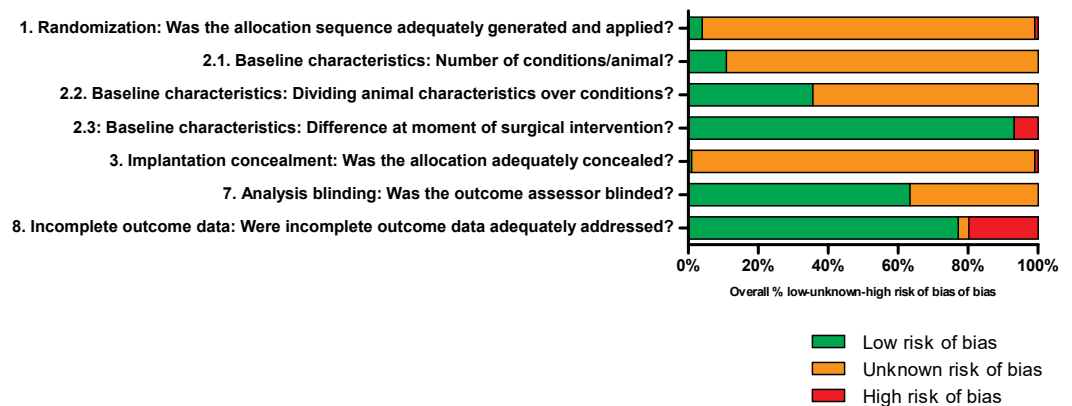 1. Randomization: Was the allocation sequence adequately generated and applied?
2.1. Baseline characteristics: Number of conditions/animal?
2.2. Baseline characteristics: Dividing animal characteristics over conditions?
2.3: Baseline characteristics: Difference at moment of surgical intervention?
3. Implantation concealment: Was the allocation adequately concealed?
7. Analysis blinding: Was the outcome assessor blinded?
8. Incomplete outcome data: Were incomplete outcome data adequately addressed?
0% 20% 40% 60% 80% 100%
Overall % low-unknown-high risk of bias of bias
Low risk of bias
Unknown risk of bias
High risk of bias